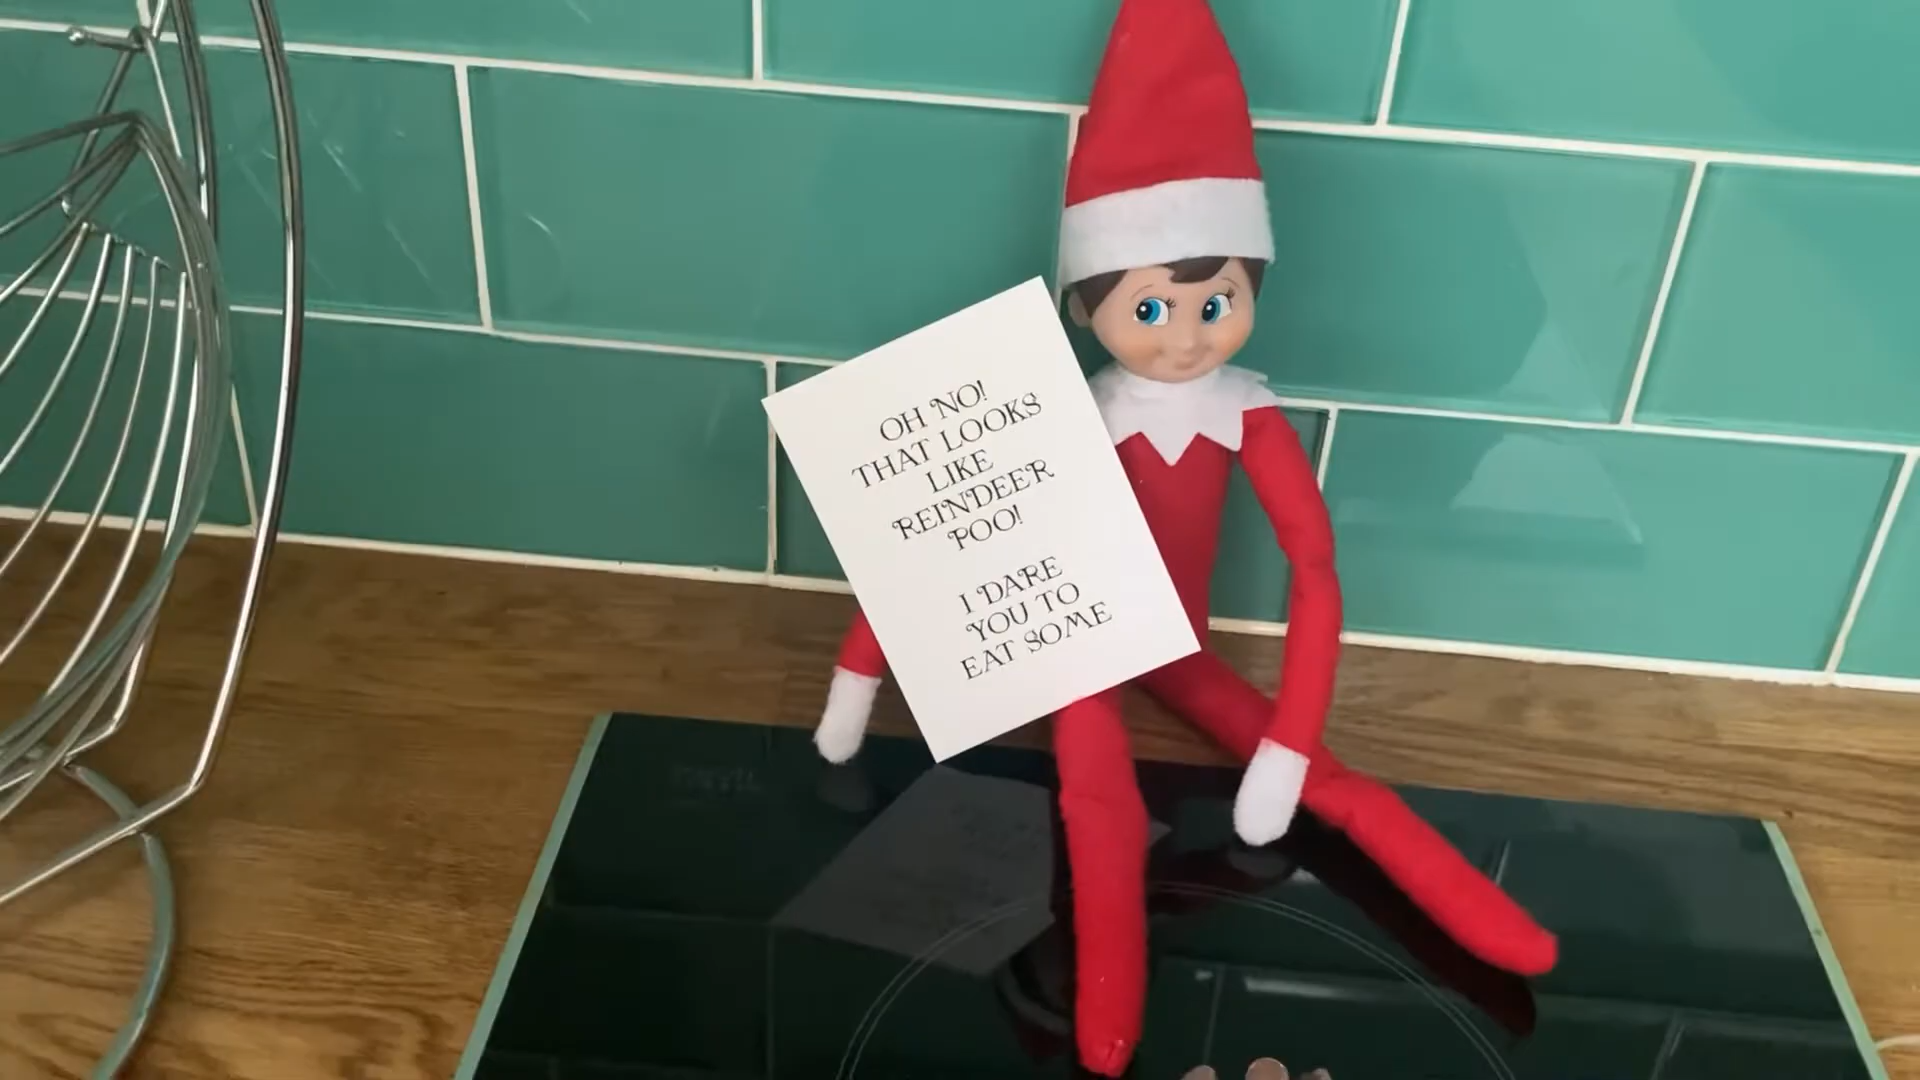 OH NO!
THAT LOOKS
LIKE
REINDEER
POO!
I DARE
YOU TO
EAT SOME